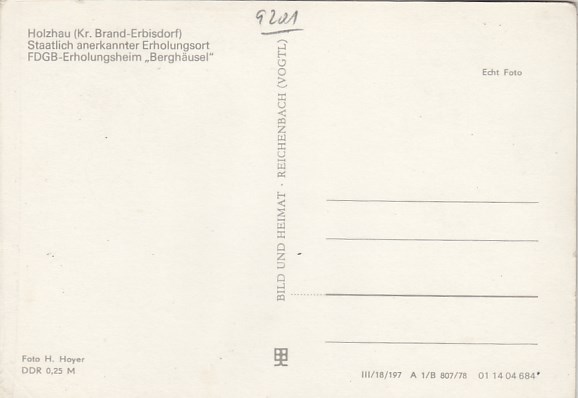 9201
Holzhau (Kr. Brand-Erbisdorf)
Staatlich anerkannter Erholungsort
FDGB-Erholungsheim „Berghäusel"
Echt Foto
BILD UND HEIMAT · REICHENBACH (VOGTL)
Foto H. Hoyer
DDR 0,25 M
III/18/197 A 1/B 807/78 01 14 04 684*